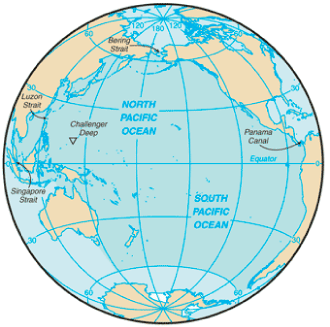 120
150
180
150
120
Bering
Strait
60
60
Luzon
Strait
30
30
NORTH
PACIFIC
OCEAN
Challenger
Deep
Panama
Canal
Equator
Singapore
Strait
SOUTH
PACIFIC
OCEAN
30
30
60
60